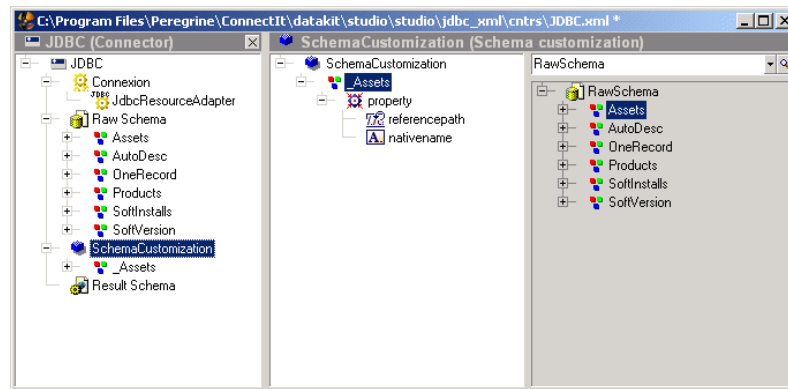 C:\Program Files\Peregrine\ConnectIt\datakit\studio\studio\jdbc_xml\cntrs\JDBC.xml *
JDBC (Connector)
JDBC
Connexion
JDBC
JdbcResourceAdapter
Raw Schema
Assets
AutoDesc
OneRecord
Products
SoftInstalls
SoftVersion
SchemaCustomization
_Assets
Result Schema
SchemaCustomization (Schema customization)
SchemaCustomization
_Assets
property
referencepath
A.
nativename
RawSchema
RawSchema
Assets
AutoDesc
OneRecord
Products
SoftInstalls
SoftVersion